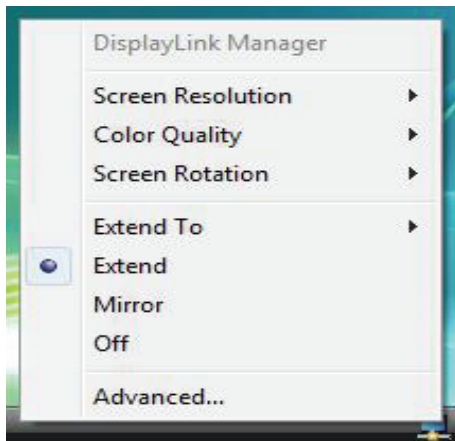 DisplayLink Manager
Screen Resolution
Color Quality
Screen Rotation
Extend To
Extend
Mirror
Off
Advanced...